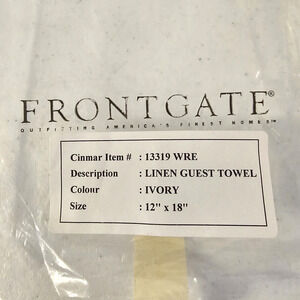 FRONTGATE®
OUTFITTING AMERICA'S FINEST HOMES™
Cinmar Item # : 13319 WRE
Description : LINEN GUEST TOWEL
Colour : IVORY
Size : 12" x 18"